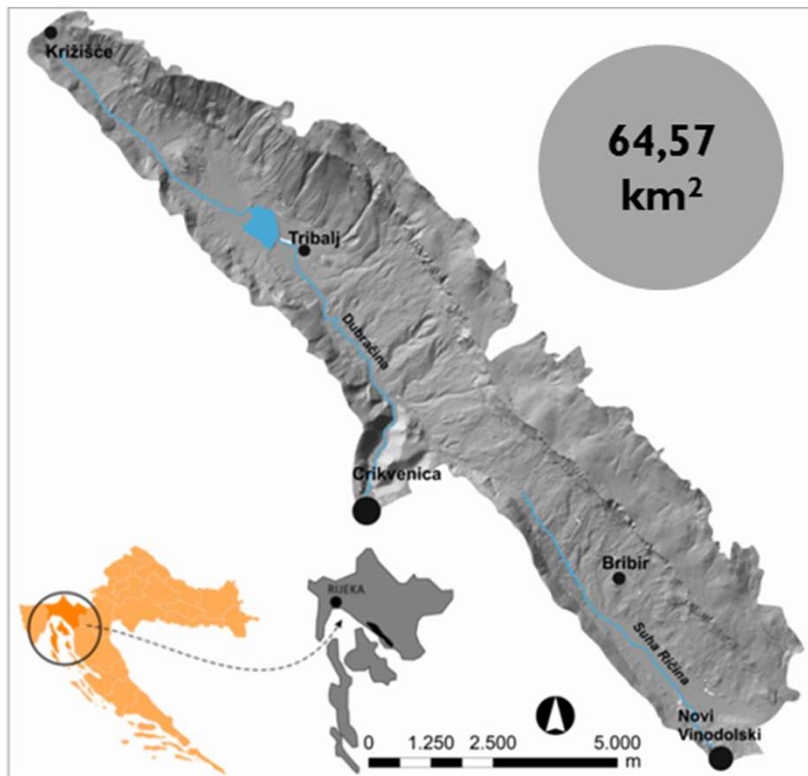 Križišće
64,57
km²
Tribalj
Dubračina
Crikvenica
Bribir
Suha Ričina
Novi
Vinodolski
RIJEKA
0 1.250 2.500 5.000
m